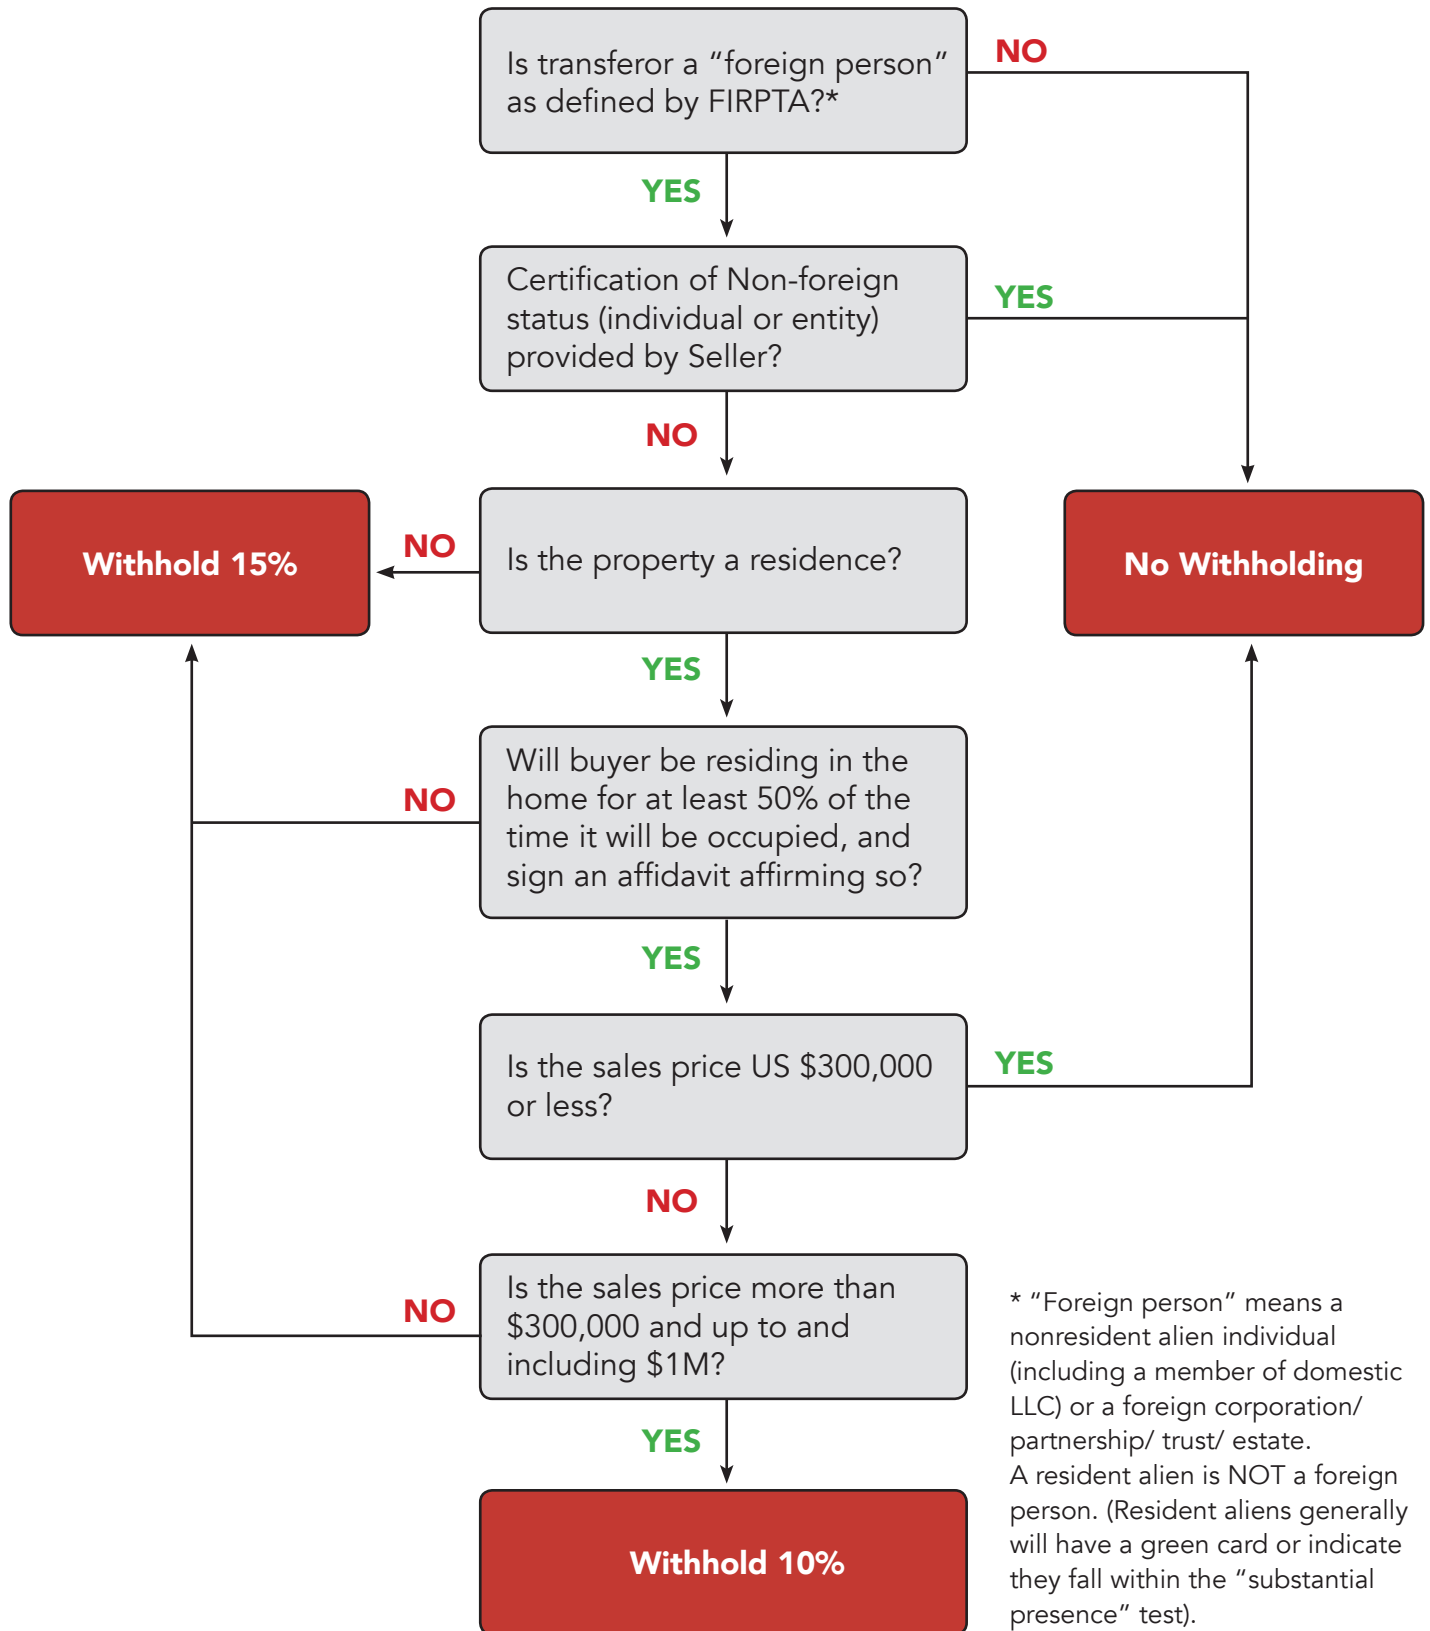 Is transferor a “foreign person”
as defined by FIRPTA?*
NO
YES
Certification of Non-foreign
status (individual or entity)
provided by Seller?
YES
NO
Withhold 15%
NO
Is the property a residence?
No Withholding
YES
Will buyer be residing in the
home for at least 50% of the
time it will be occupied, and
sign an affidavit affirming so?
NO
YES
Is the sales price US $300,000
or less?
YES
NO
Is the sales price more than
$300,000 and up to and
including $1M?
NO
YES
Withhold 10%
* “Foreign person” means a
nonresident alien individual
(including a member of domestic
LLC) or a foreign corporation/
partnership/ trust/ estate.
A resident alien is NOT a foreign
person. (Resident aliens generally
will have a green card or indicate
they fall within the “substantial
presence” test).